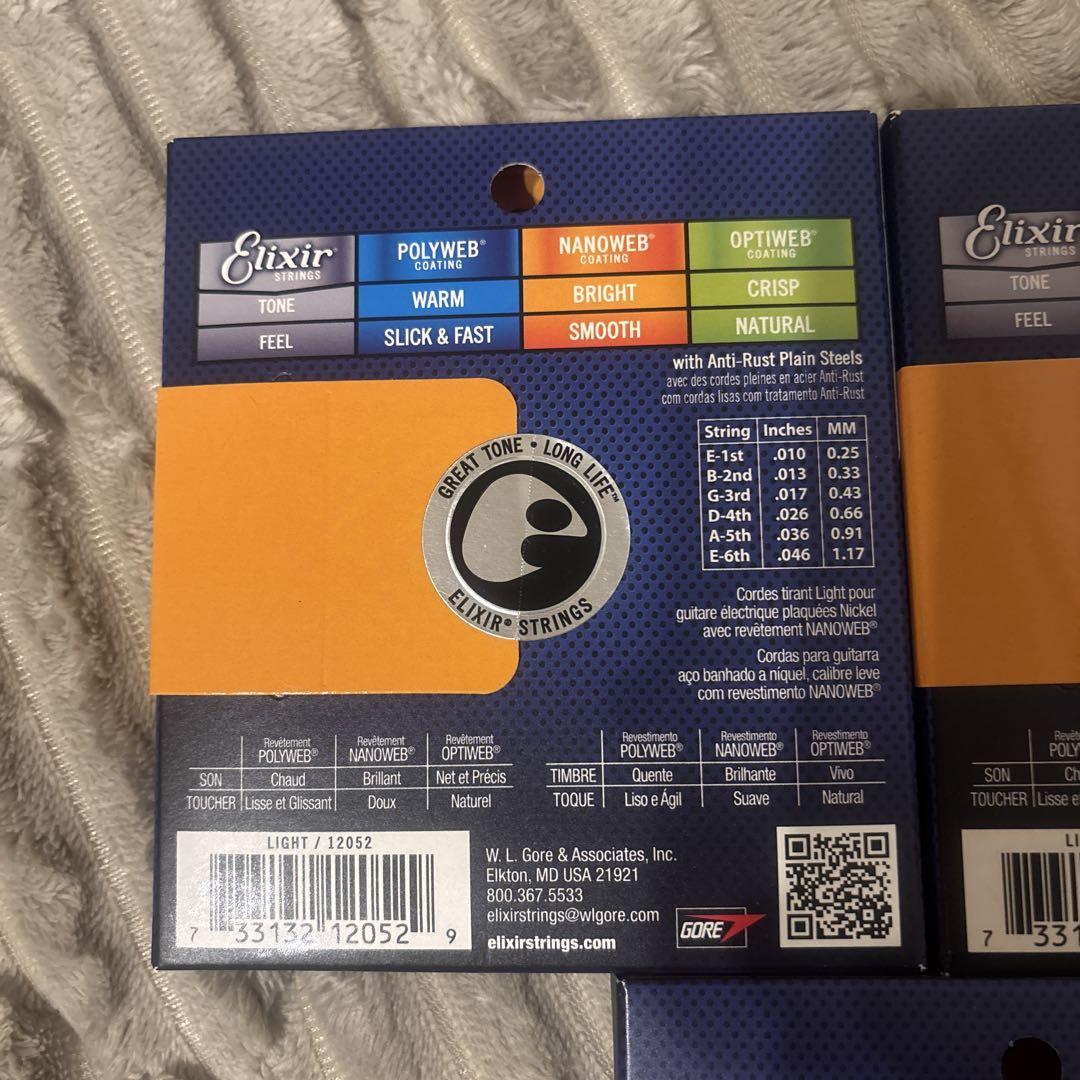 Elixir®
STRINGS
POLYWEB®
COATING
NANOWEB®
COATING
OPTIWEB®
COATING
TONE
WARM
BRIGHT
CRISP
FEEL
SLICK & FAST
SMOOTH
NATURAL
with Anti-Rust Plain Steels
avec des cordes pleines en acier Anti-Rust
com cordas lisas com tratamento Anti-Rust
String Inches MM
E-1st .010 0.25
B-2nd .013 0.33
G-3rd .017 0.43
D-4th .026 0.66
A-5th .036 0.91
E-6th .046 1.17
GREAT TONE • LONG LIFE™
ELIXIR® STRINGS
Cordes tirant Light pour
guitare électrique plaquées Nickel
avec revêtement NANOWEB®
Cordas para guitarra
aço banhado a níquel, calibre leve
com revestimento NANOWEB®
Revêtement
POLYWEB®
Revêtement
NANOWEB®
Revêtement
OPTIWEB®
SON Chaud Brillant Net et Précis
TOUCHER Lisse et Glissant Doux Naturel
Revestimento
POLYWEB®
Revestimento
NANOWEB®
Revestimento
OPTIWEB®
TIMBRE Quente Brilhante Vivo
TOQUE Liso e Ágil Suave Natural
LIGHT / 12052
7 33132 12052 9
W. L. Gore & Associates, Inc.
Elkton, MD USA 21921
800.367.5533
elixirstrings@wlgore.com
elixirstrings.com
GORE
Elixir
STRINGS
TONE
FEEL
Revê
POLY
SON Ch
TOUCHER Lisse e
LI
7 331